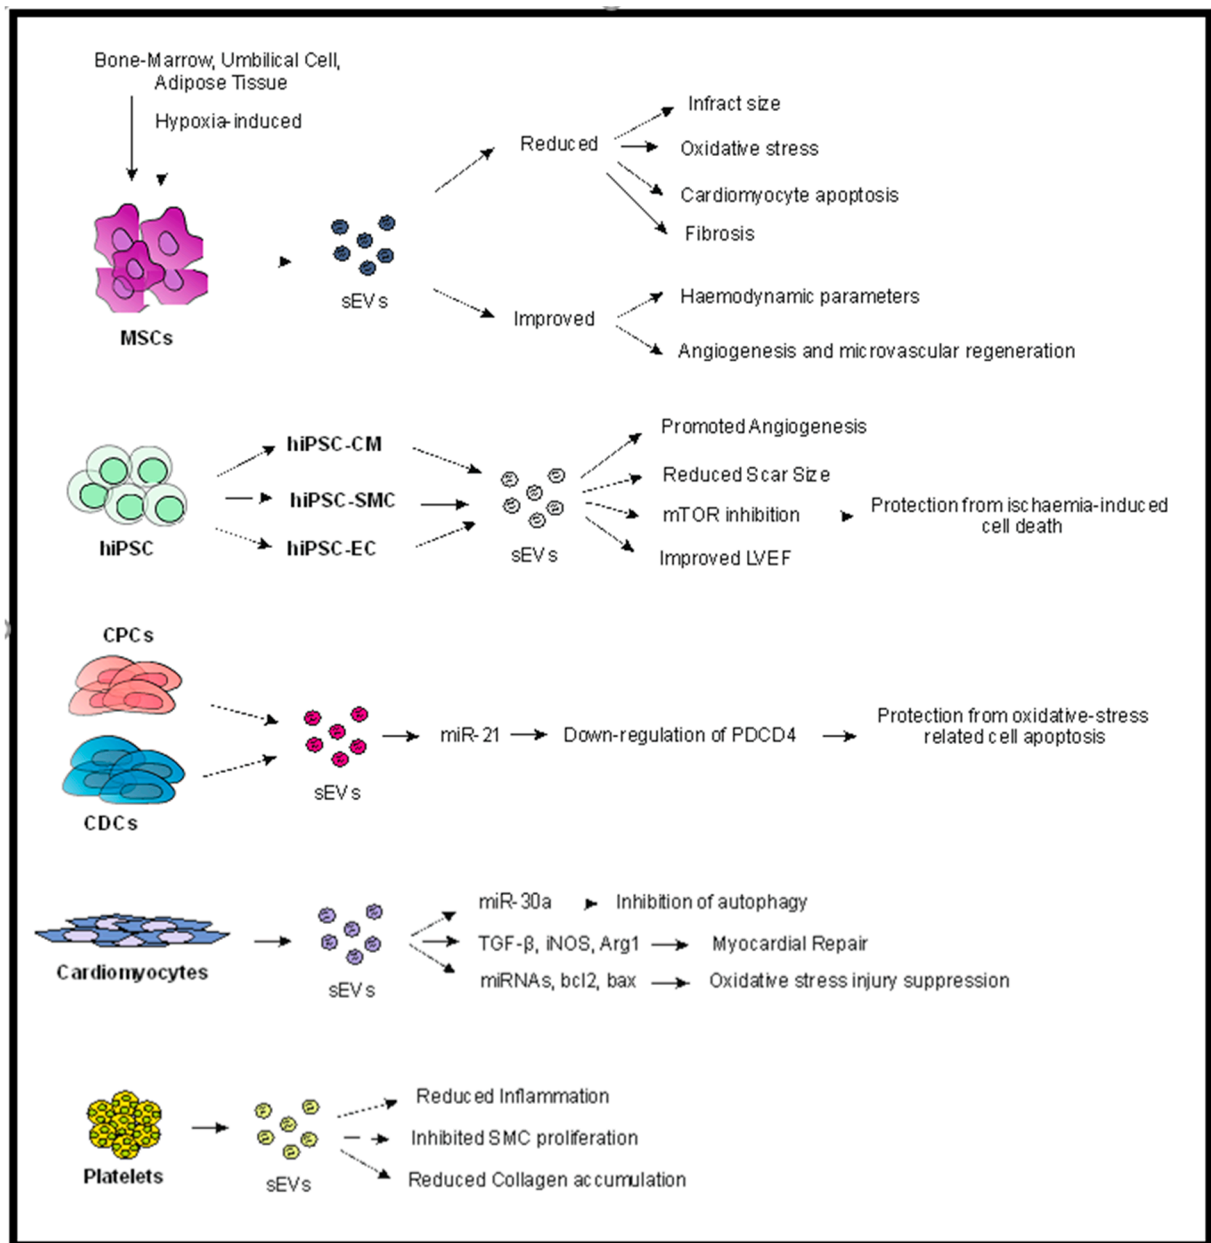 Bone-Marrow, Umbilical Cell,
Adipose Tissue
Hypoxia-induced
MSCs
sEVs
Reduced
Infract size
Oxidative stress
Cardiomyocyte apoptosis
Fibrosis
Improved
Haemodynamic parameters
Angiogenesis and microvascular regeneration
hiPSC
hiPSC-CM
hiPSC-SMC
hiPSC-EC
sEVs
Promoted Angiogenesis
Reduced Scar Size
mTOR inhibition
Improved LVEF
Protection from ischaemia-induced
cell death
CPCs
CDCs
sEVs
miR-21
Down-regulation of PDCD4
Protection from oxidative-stress
related cell apoptosis
Cardiomyocytes
sEVs
miR-30a
Inhibition of autophagy
TGF-β, iNOS, Arg1
Myocardial Repair
miRNAs, bcl2, bax
Oxidative stress injury suppression
Platelets
sEVs
Reduced Inflammation
Inhibited SMC proliferation
Reduced Collagen accumulation